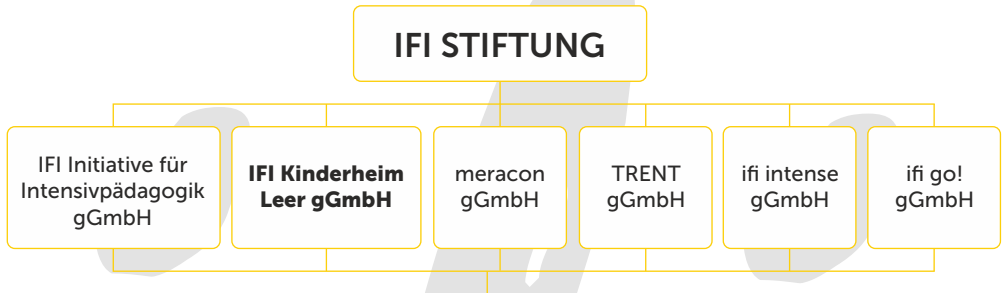 IFI STIFTUNG
IFI Initiative für
Intensivpädagogik
gGmbH
IFI Kinderheim
Leer gGmbH
meracon
gGmbH
TRENT
gGmbH
ifi intense
gGmbH
ifi go!
gGmbH